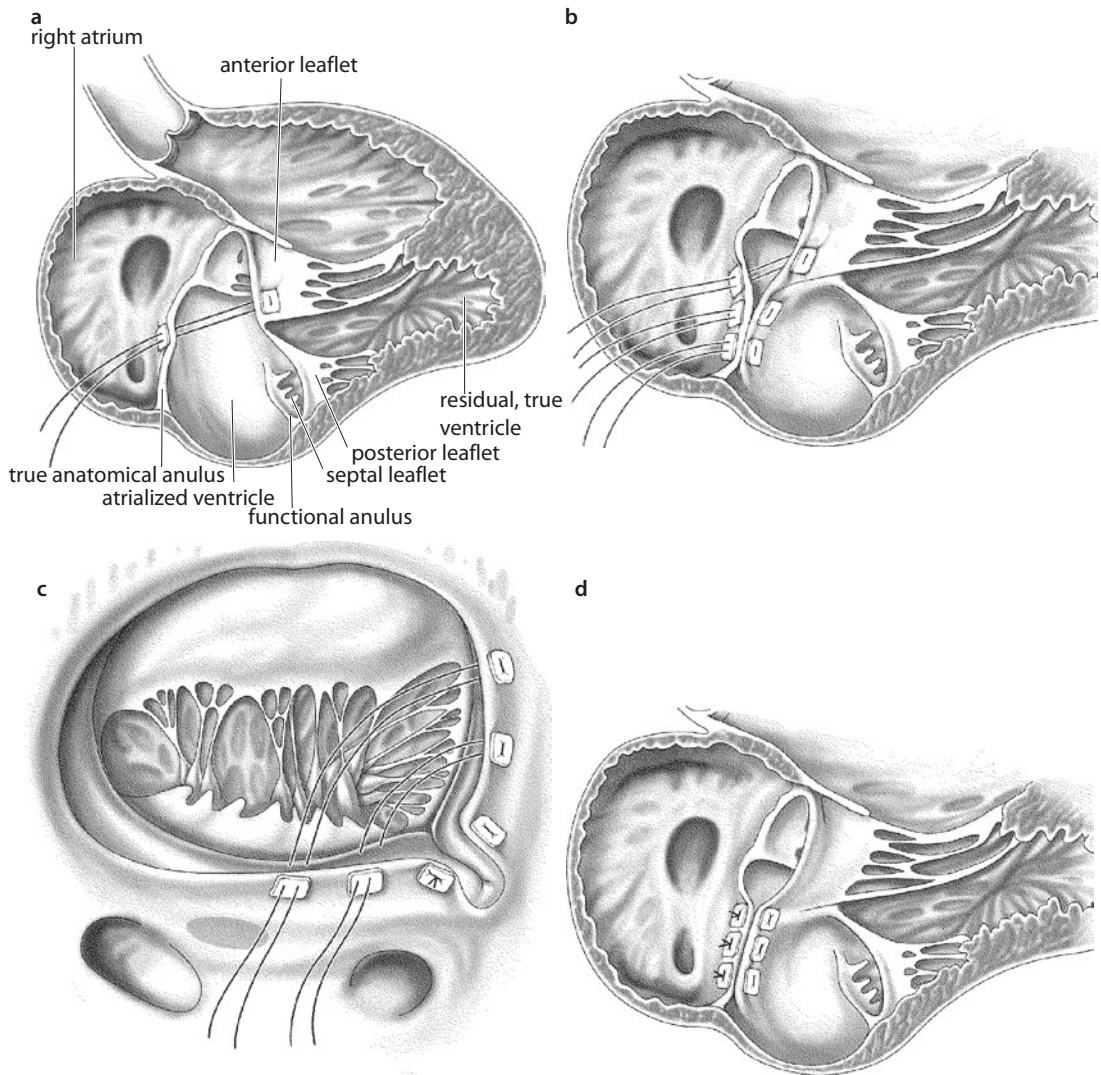 a
right atrium
anterior leaflet
b
residual, true
ventricle
posterior leaflet
true anatomical anulus
septal leaflet
atrialized ventricle
functional anulus
c
d